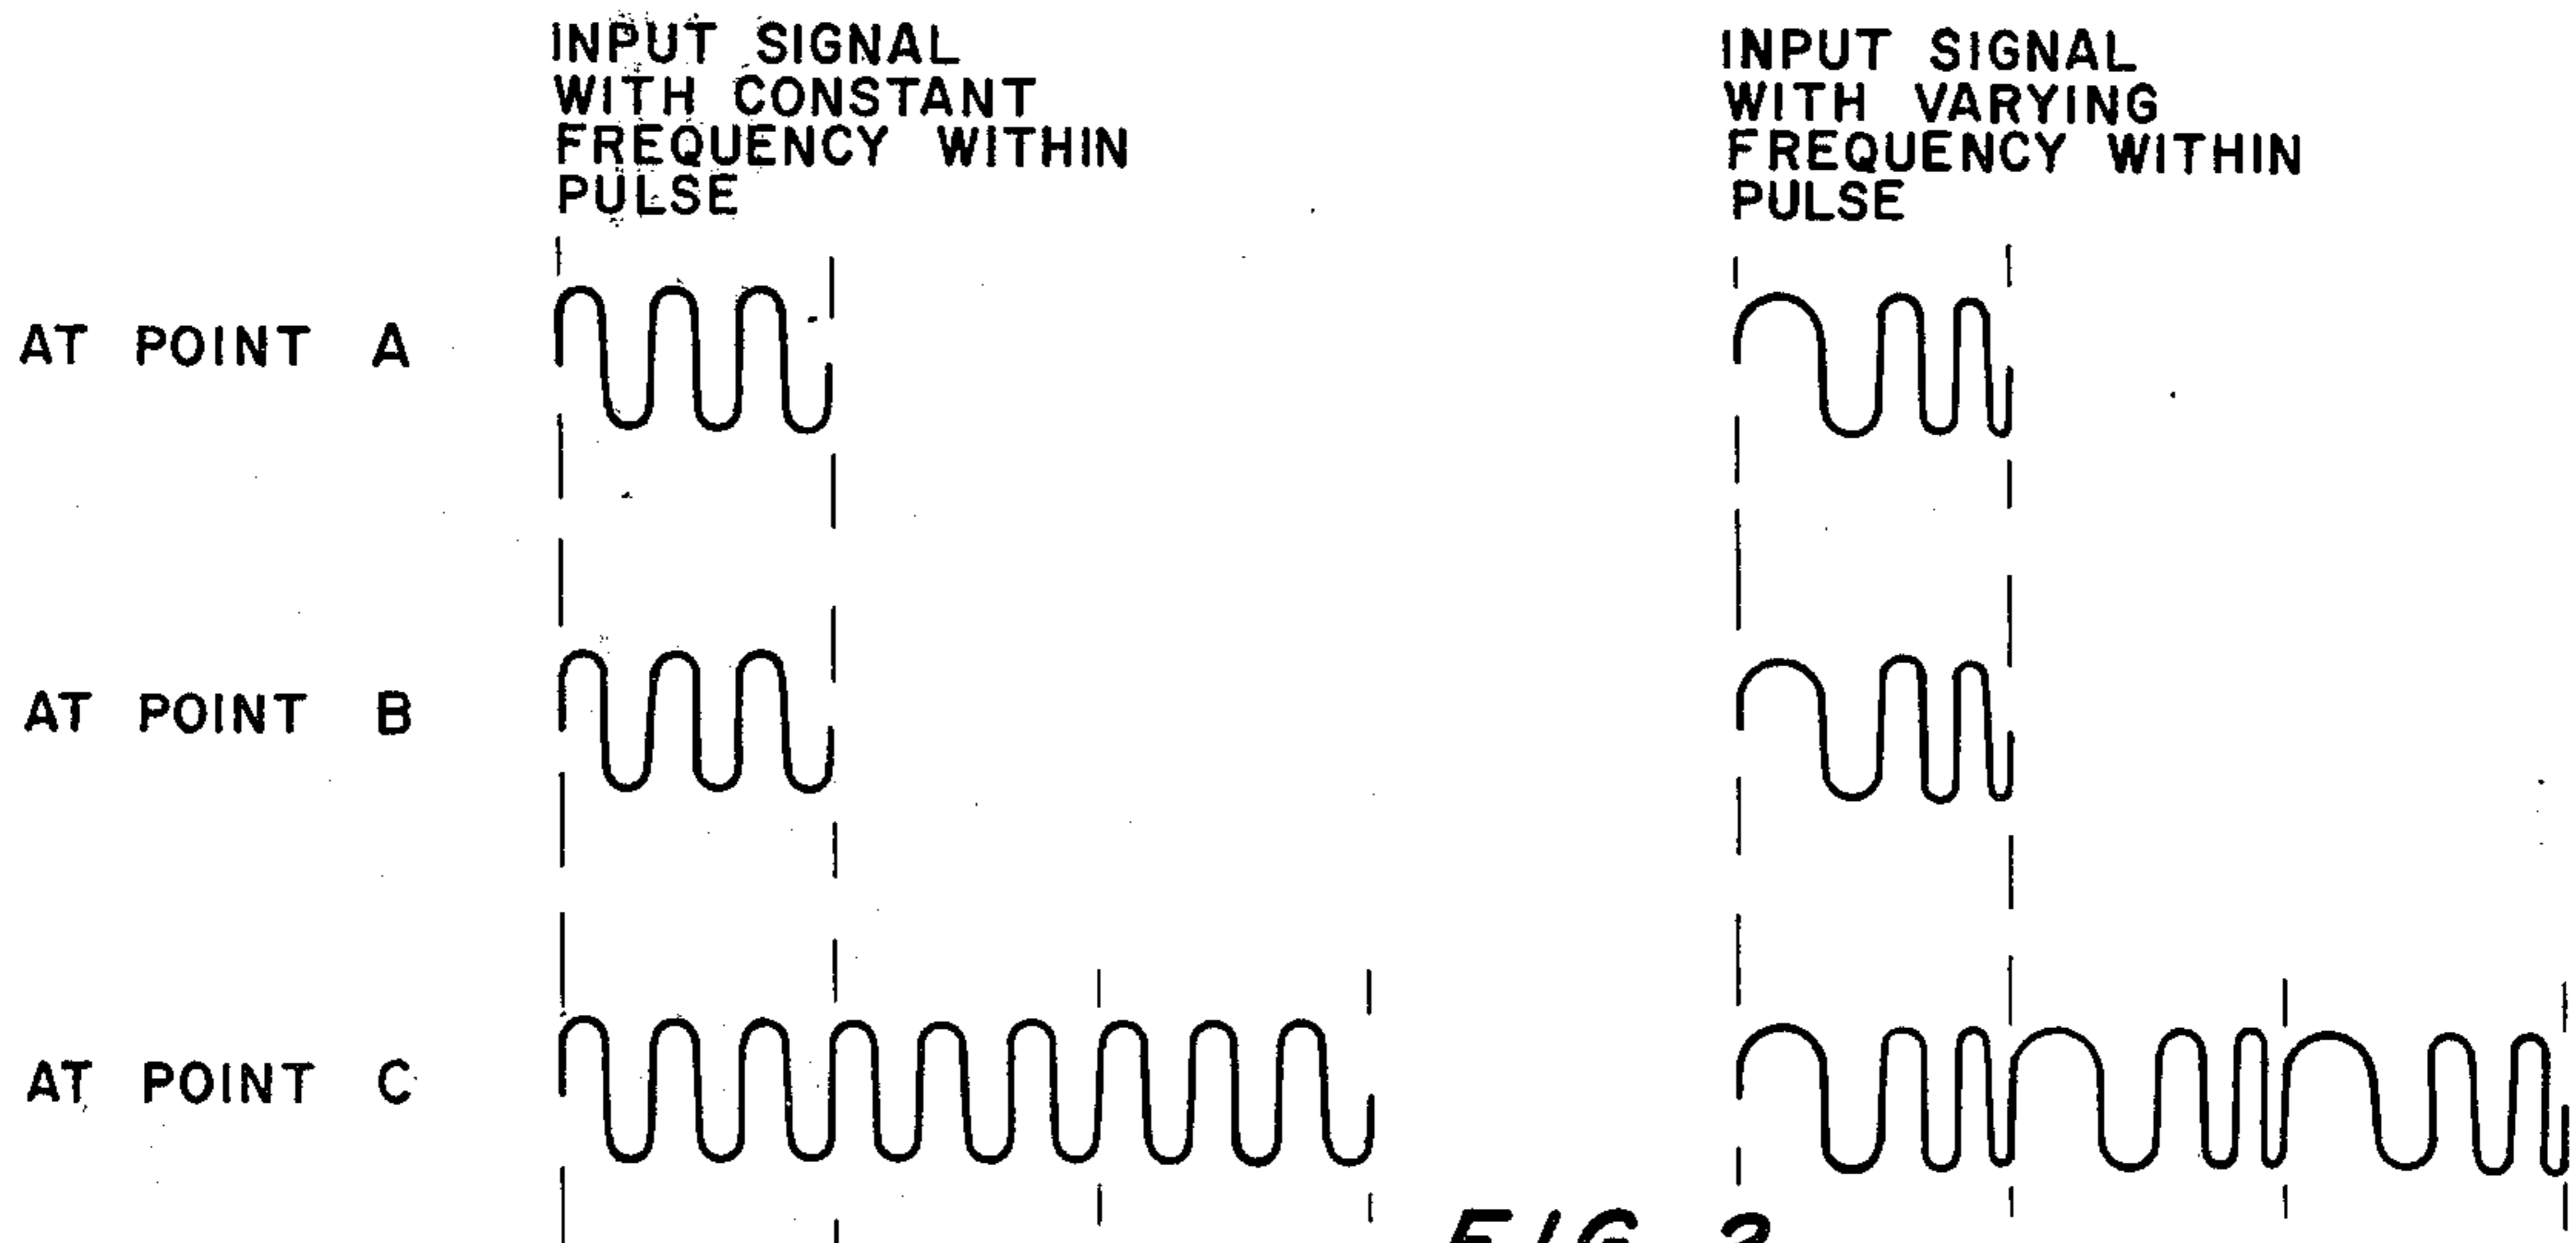 INPUT SIGNAL
WITH CONSTANT
FREQUENCY WITHIN
PULSE
INPUT SIGNAL
WITH VARYING
FREQUENCY WITHIN
PULSE
AT POINT A
AT POINT B
AT POINT C
FIG